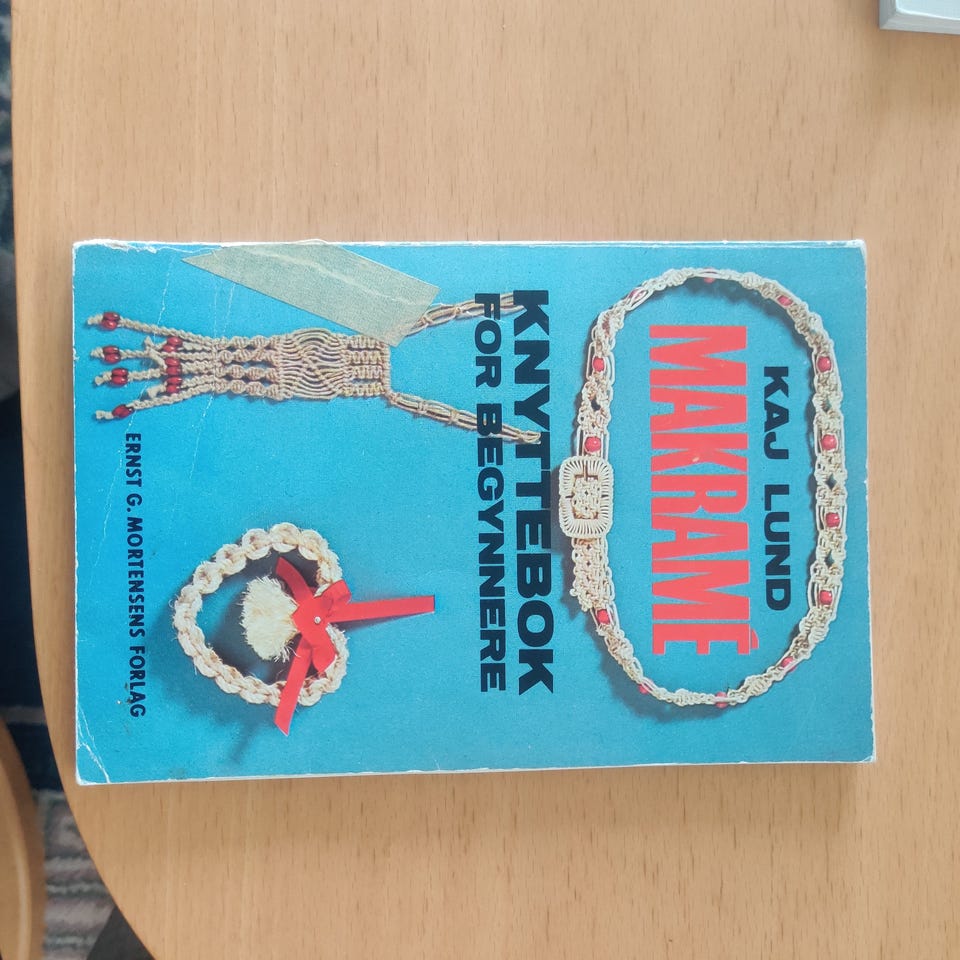 KAJ LUND
MAKRAMÉ
KNYTTEBOK
FOR BEGYNNERE
ERNST G. MORTENSENS FORLAG